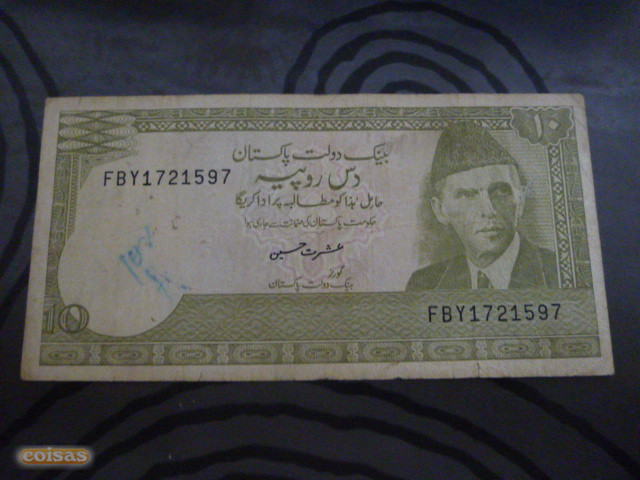 ۱۰
بینک دولت پاکستان
دس روپیہ
FBY1721597
حامل ہذا کو مطالبہ پر ادا کریگا
حکومت پاکستان کی ضمانت سے جاری ہوا
عشرت حسین
گورنر
بینک دولت پاکستان
FBY1721597
10
coisas